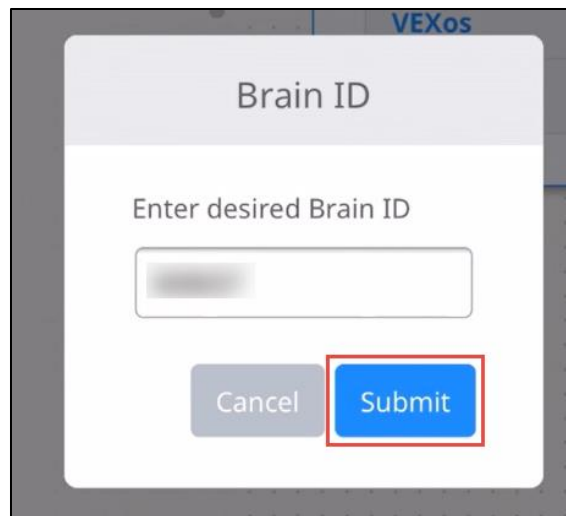 VEXos
Brain ID
Enter desired Brain ID
Cancel
Submit